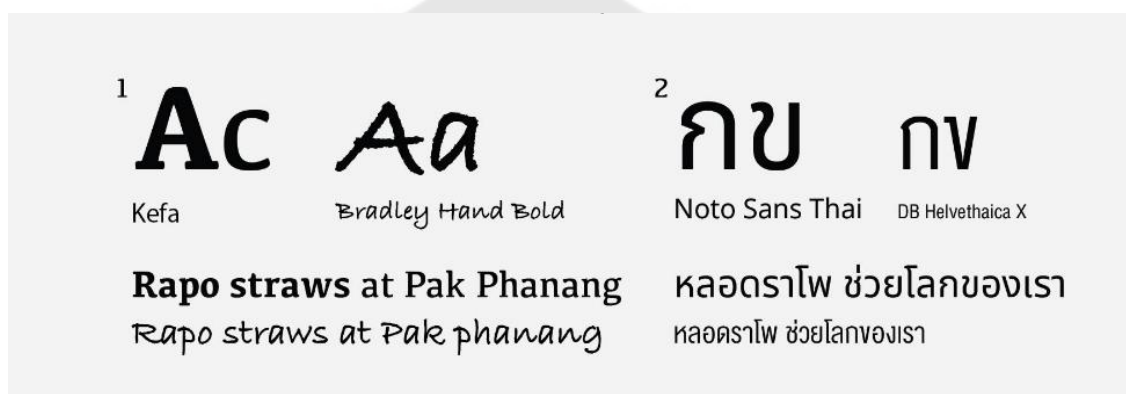 1
Ac
Aa
Kefa
Bradley Hand Bold
Rapo straws at Pak Phanang
Rapo straws at Pak phanang
2
กข
กข
Noto Sans Thai
DB Helvethaica X
หลอดราโพ ช่วยโลกของเรา
หลอดราโพ ช่วยโลกของเรา